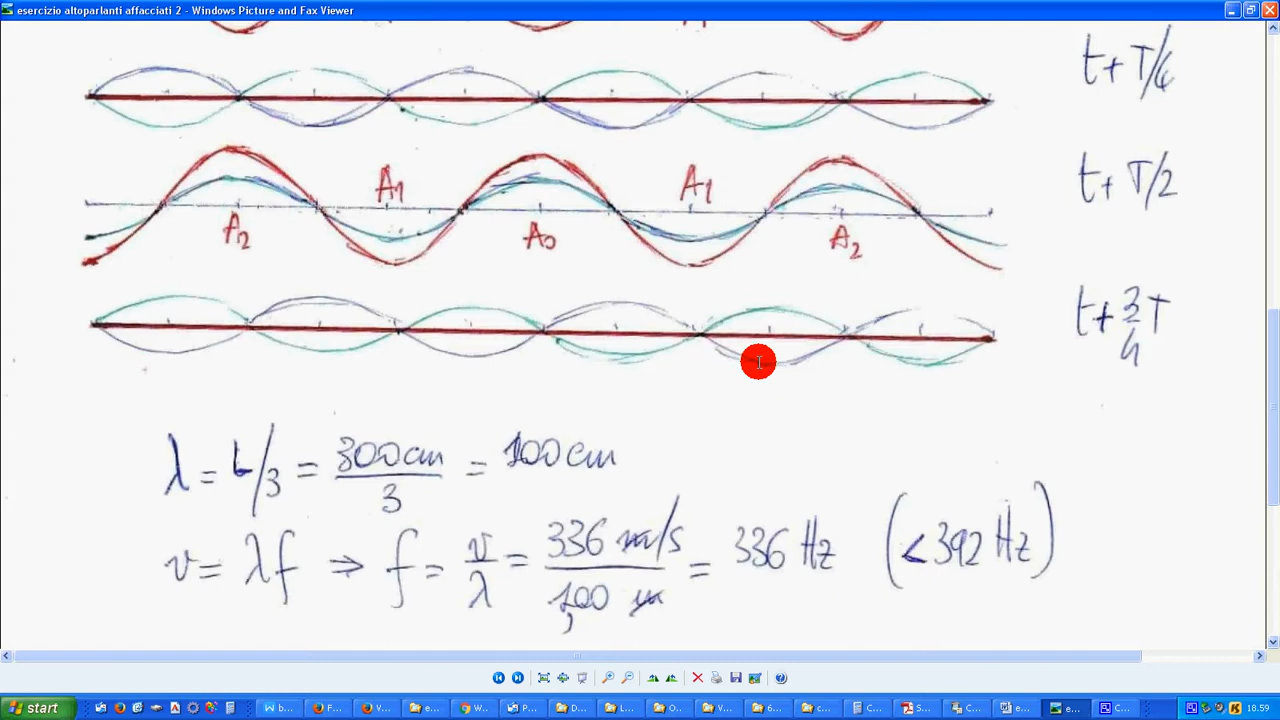 esercizio altoparlanti affacciati 2 - Windows Picture and Fax Viewer
t + T/4
t + T/2
A1 A1
A2 A0 A2
t + 3/4 T
λ = L/3 = 300 cm / 3 = 100 cm
v = λf ⇒ f = v/λ = 336 m/s / 1,00 m = 336 Hz (< 392 Hz)
start b... F... V... e... W... P... D... L... O... V... 6... c... C... S... C... e... e... C... 18.59